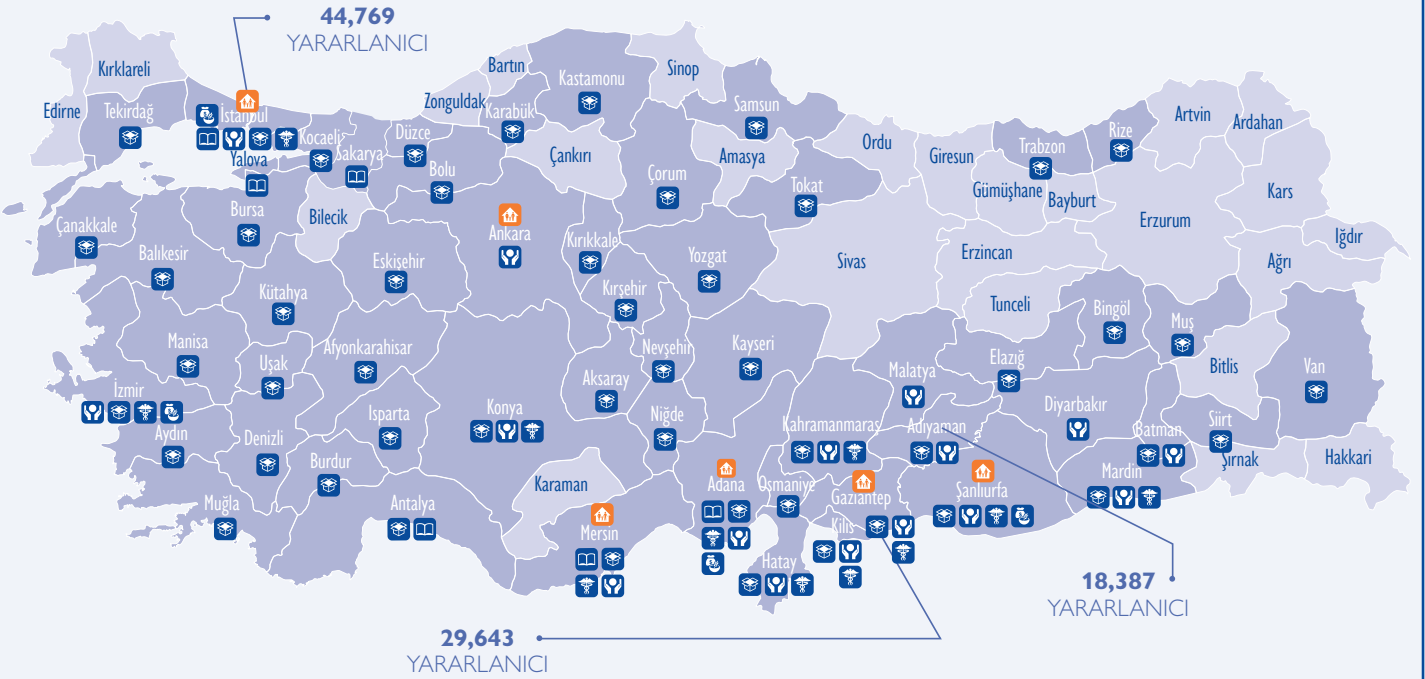 44,769
YARARLANICI
Kırklareli
Edirne
Tekirdağ
İstanbul
Yalova
Kocaeli
Sakarya
Düzce
Bolu
Zonguldak
Bartın
Karabük
Kastamonu
Sinop
Çankırı
Samsun
Amasya
Çorum
Tokat
Ordu
Giresun
Trabzon
Gümüşhane
Bayburt
Rize
Artvin
Ardahan
Kars
Iğdır
Ağrı
Erzurum
Erzincan
Tunceli
Sivas
Çanakkale
Balıkesir
Bursa
Bilecik
Kütahya
Eskişehir
Ankara
Kırıkkale
Kırşehir
Yozgat
Manisa
Uşak
Afyonkarahisar
İzmir
Aydın
Denizli
Isparta
Burdur
Muğla
Antalya
Konya
Aksaray
Nevşehir
Niğde
Kayseri
Karaman
Mersin
Adana
Osmaniye
Hatay
Kahramanmaraş
Gaziantep
Kilis
Malatya
Adıyaman
Şanlıurfa
Elazığ
Bingöl
Muş
Bitlis
Van
Diyarbakır
Batman
Siirt
Şırnak
Hakkari
Mardin
18,387
YARARLANICI
29,643
YARARLANICI